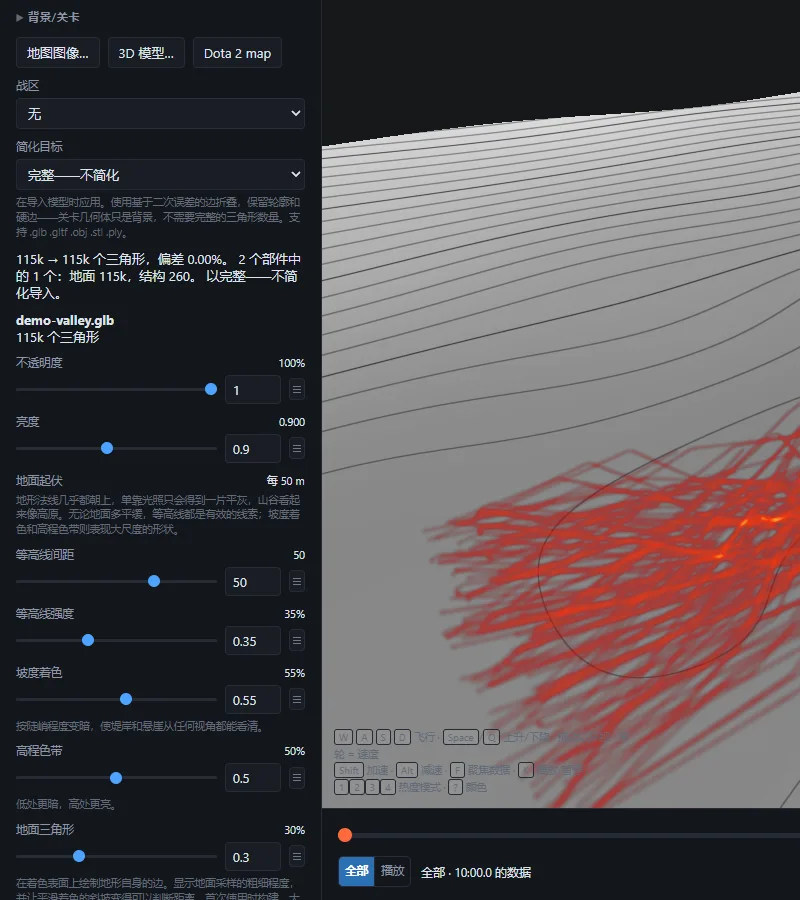 背景/关卡
地图图像... 3D 模型... Dota 2 map
战区
无
简化目标
完整——不简化
在导入模型时应用。使用基于二次误差的边折叠，保留轮廓和
硬边——关卡几何体只是背景，不需要完整的三角形数量。支
持 .glb .gltf .obj .stl .ply。
115k → 115k 个三角形，偏差 0.00%。 2 个部件中
的 1 个：地面 115k，结构 260。 以完整——不简
化导入。
demo-valley.glb
115k 个三角形
不透明度 100%
1
亮度 0.900
0.9
地面起伏 每 50 m
地形法线几乎都朝上，单靠光照只会得到一片平灰，山谷看起
来像高原。无论地面多平缓，等高线都是有效的线索；坡度着
色和高程色带则表现大尺度的形状。
等高线间距 50
50
等高线强度 35%
0.35
坡度着色 55%
0.55
按陡峭程度变暗，使堤岸和悬崖从任何视角都能看清。
高程色带 50%
0.5
低处更暗，高处更亮。
地面三角形 30%
0.3
在着色表面上绘制地形自身的边。显示地面采样的粗细程度，
W A S D 飞行 · Space Q 上升/下降
轮 = 速度
Shift 加速 · Alt 减速 · F 聚焦数据
1 2 3 4 热度模式 · 7 颜色
全部 播放 全部 · 10:00.0 的数据